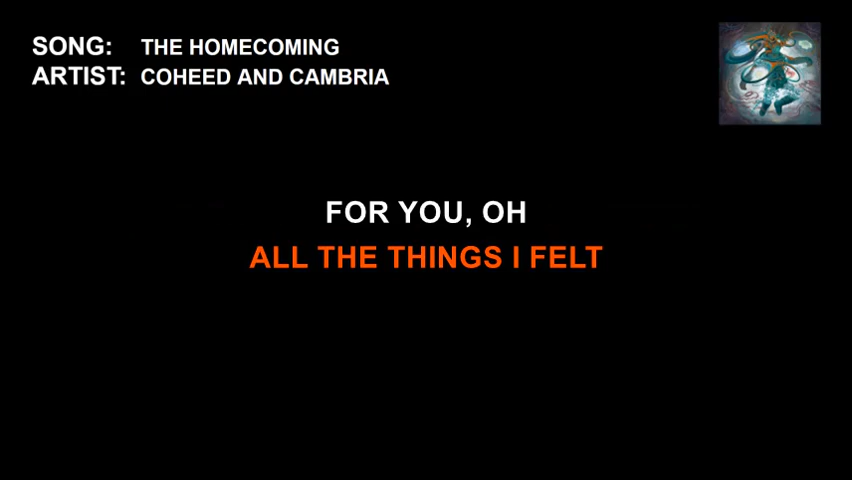 SONG: THE HOMECOMING
ARTIST: COHEED AND CAMBRIA
FOR YOU, OH
ALL THE THINGS I FELT